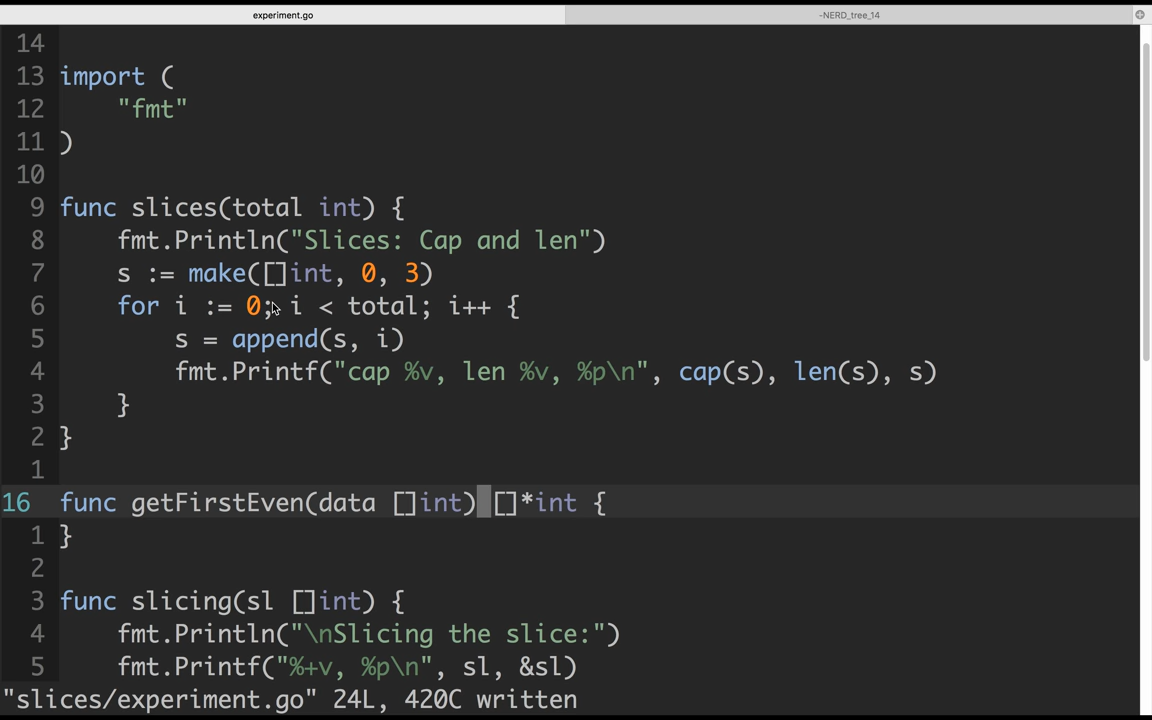 experiment.go -NERD_tree_14
14
13 import (
12 "fmt"
11 )
10
9 func slices(total int) {
8 fmt.Println("Slices: Cap and len")
7 s := make([]int, 0, 3)
6 for i := 0; i < total; i++ {
5 s = append(s, i)
4 fmt.Printf("cap %v, len %v, %p\n", cap(s), len(s), s)
3 }
2 }
1
16 func getFirstEven(data []int) []*int {
1 }
2
3 func slicing(sl []int) {
4 fmt.Println("\nSlicing the slice:")
5 fmt.Printf("%+v, %p\n", sl, &sl)
"slices/experiment.go" 24L, 420C written